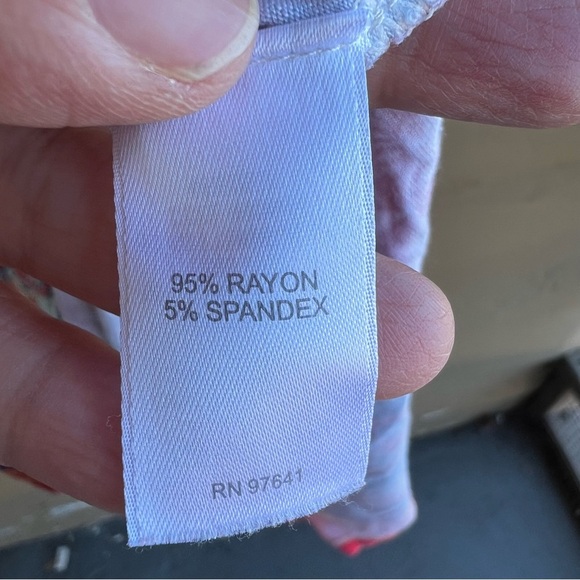 95% RAYON
5% SPANDEX
RN 97641